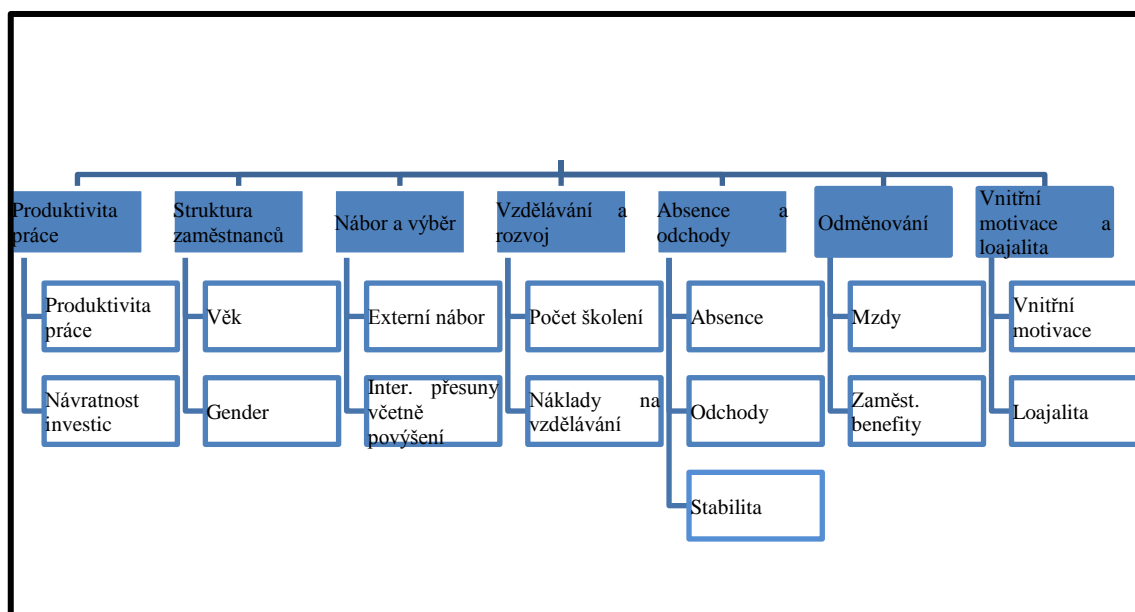 Produktivita
práce
Struktura
zaměstnanců
Nábor a výběr
Vzdělávání a
rozvoj
Absence a
odchody
Odměnování
Vnitřní
motivace a
loajalita
Produktivita
práce
Věk
Externí nábor
Počet školení
Absence
Mzdy
Vnitřní
motivace
Návratnost
investic
Gender
Inter. přesuny
včetně
povýšení
Náklady na
vzdělávání
Odchody
Zaměst.
benefity
Loajalita
Stabilita